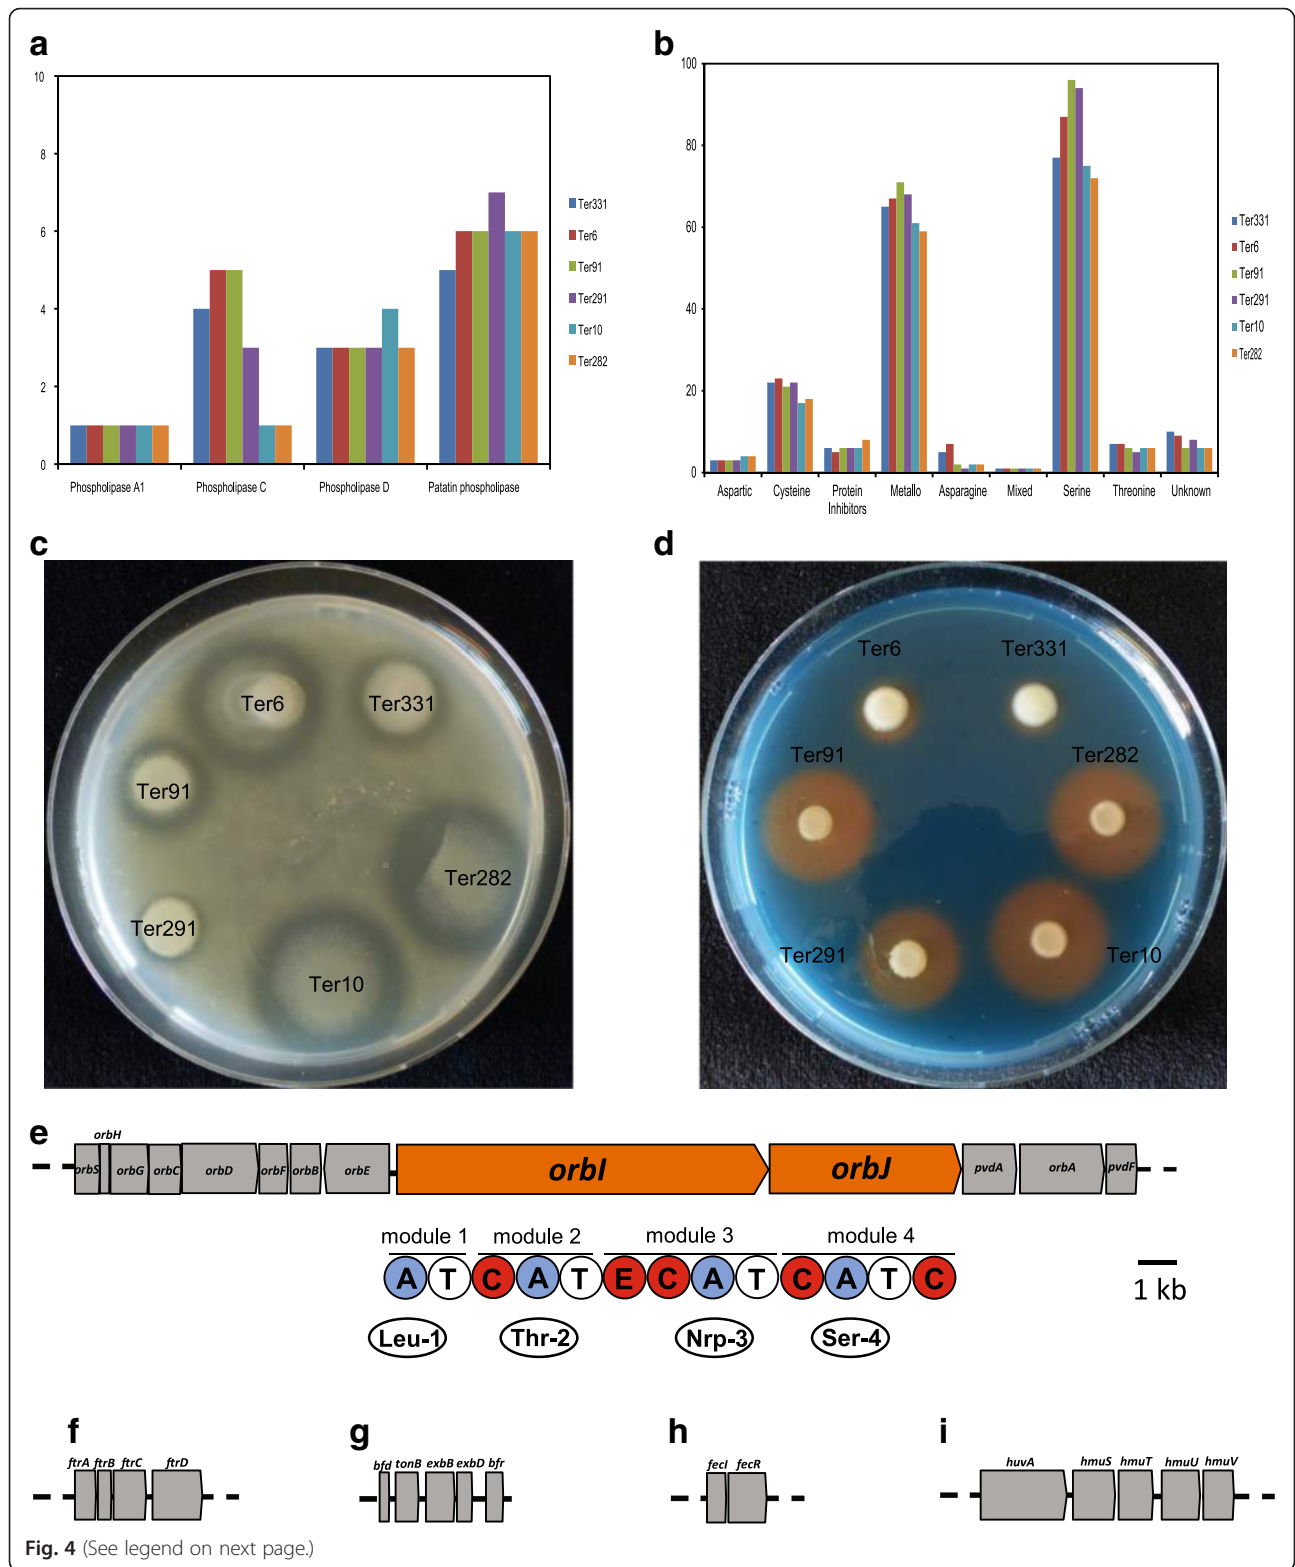 a
10
8
6
4
2
0
Phospholipase A1
Phospholipase C
Phospholipase D
Patatin phospholipase
Ter331
Ter6
Ter91
Ter291
Ter10
Ter282
b
100
80
60
40
20
0
Aspartic
Cysteine
Protein
Inhibitors
Metallo
Asparagine
Mixed
Serine
Threonine
Unknown
Ter331
Ter6
Ter91
Ter291
Ter10
Ter282
c
Ter6
Ter331
Ter91
Ter282
Ter291
Ter10
d
Ter6
Ter331
Ter91
Ter282
Ter291
Ter10
e
orbH
orbS
orbG
orbC
orbD
orbF
orbB
orbE
orbI
orbJ
pvdA
orbA
pvdF
module 1
module 2
module 3
module 4
A T C A T E C A T C A T C
Leu-1
Thr-2
Nrp-3
Ser-4
1 kb
f
ftrA ftrB ftrC ftrD
g
bfd tonB exbB exbD bfr
h
fecI fecR
i
huvA hmuS hmuT hmuU hmuV
Fig. 4 (See legend on next page.)